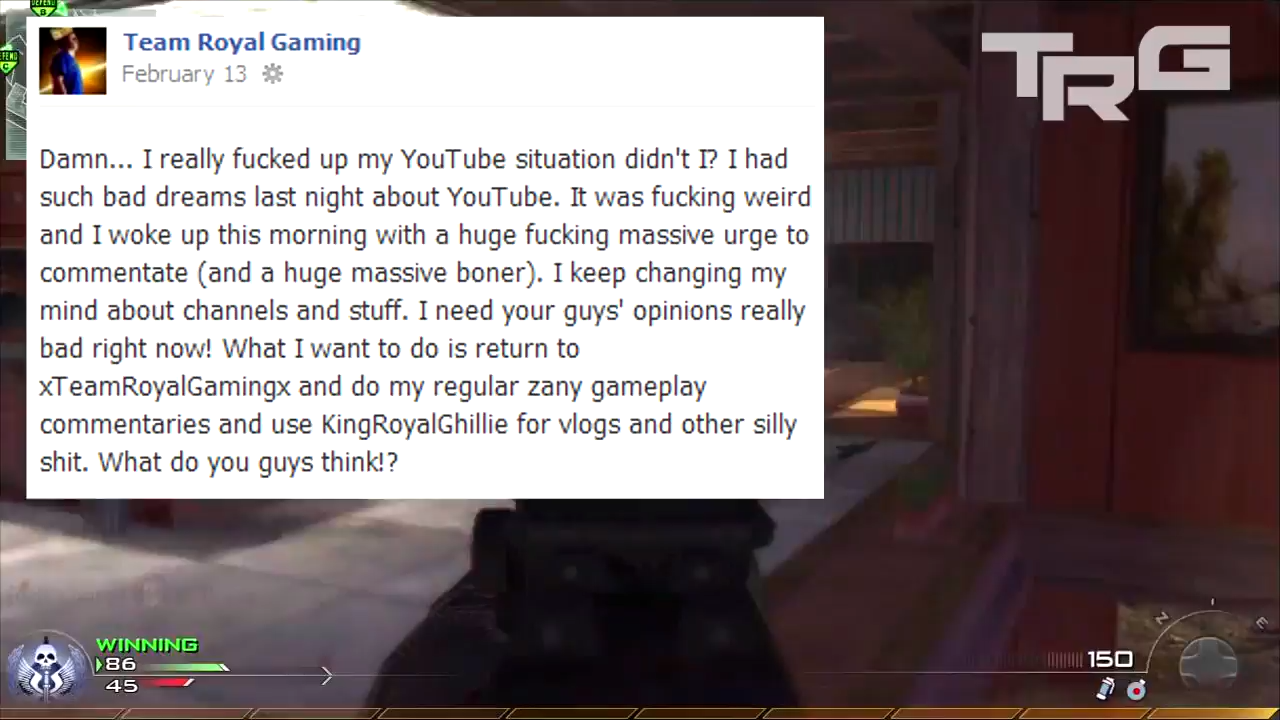 DEFEND
B
DEFEND
C
Team Royal Gaming
February 13
TRG
Damn... I really fucked up my YouTube situation didn't I? I had
such bad dreams last night about YouTube. It was fucking weird
and I woke up this morning with a huge fucking massive urge to
commentate (and a huge massive boner). I keep changing my
mind about channels and stuff. I need your guys' opinions really
bad right now! What I want to do is return to
xTeamRoyalGamingx and do my regular zany gameplay
commentaries and use KingRoyalGhillie for vlogs and other silly
shit. What do you guys think!?
WINNING
86
45
150
N
E